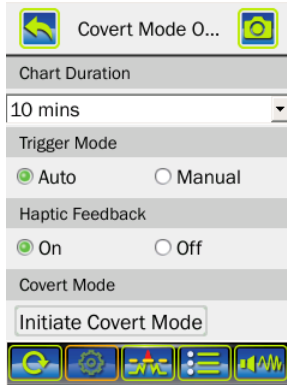 Covert Mode O...
Chart Duration
10 mins
Trigger Mode
Auto Manual
Haptic Feedback
On Off
Covert Mode
Initiate Covert Mode